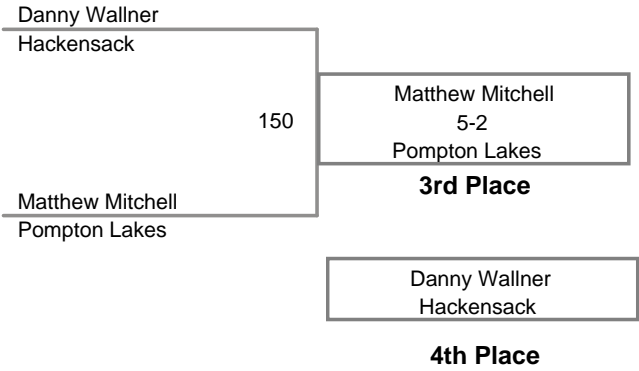 Danny Wallner
Hackensack
150
Matthew Mitchell
5-2
Pompton Lakes
3rd Place
Matthew Mitchell
Pompton Lakes
Danny Wallner
Hackensack
4th Place